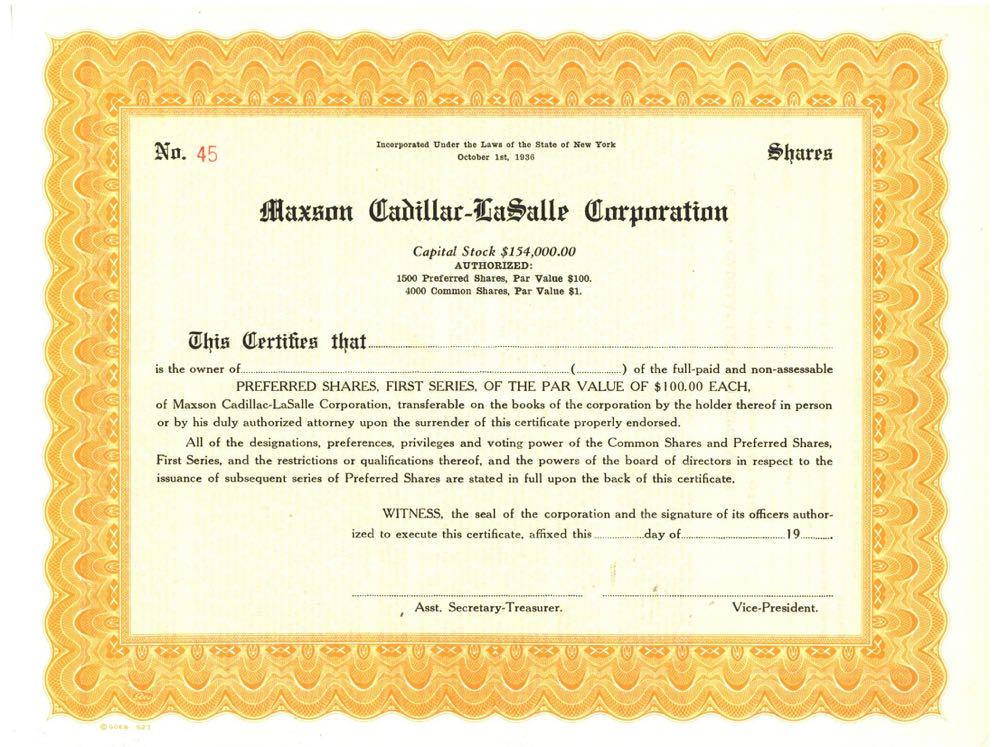 No. 45
Incorporated Under the Laws of the State of New York
October 1st, 1936
Shares
Maxson Cadillac-LaSalle Corporation
Capital Stock $154,000.00
AUTHORIZED:
1500 Preferred Shares, Par Value $100.
4000 Common Shares, Par Value $1.
This Certifies that
is the owner of ( ) of the full-paid and non-assessable
PREFERRED SHARES, FIRST SERIES, OF THE PAR VALUE OF $100.00 EACH,
of Maxson Cadillac-LaSalle Corporation, transferable on the books of the corporation by the holder thereof in person
or by his duly authorized attorney upon the surrender of this certificate properly endorsed.
All of the designations, preferences, privileges and voting power of the Common Shares and Preferred Shares,
First Series, and the restrictions or qualifications thereof, and the powers of the board of directors in respect to the
issuance of subsequent series of Preferred Shares are stated in full upon the back of this certificate.
WITNESS, the seal of the corporation and the signature of its officers author-
ized to execute this certificate, affixed this day of 19
Asst. Secretary-Treasurer. Vice-President.
© GOES 527